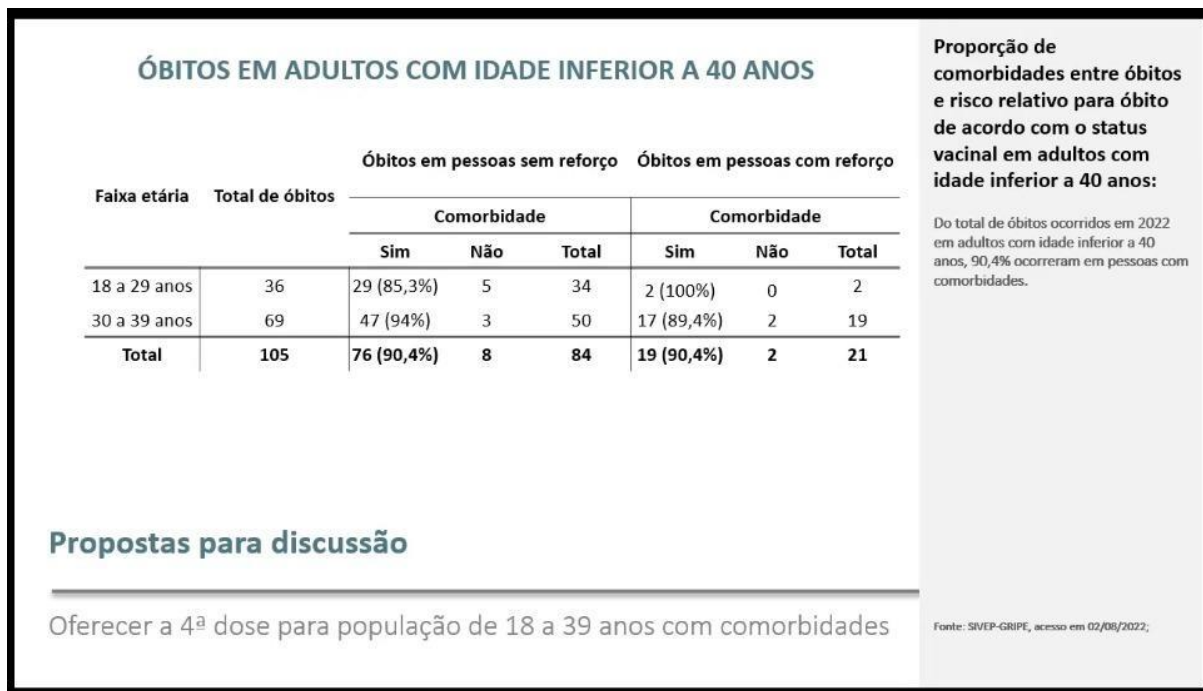 ÓBITOS EM ADULTOS COM IDADE INFERIOR A 40 ANOS
Óbitos em pessoas sem reforço Óbitos em pessoas com reforço
Faixa etária Total de óbitos
Comorbidade Comorbidade
Sim Não Total Sim Não Total
18 a 29 anos 36 29 (85,3%) 5 34 2 (100%) 0 2
30 a 39 anos 69 47 (94%) 3 50 17 (89,4%) 2 19
Total 105 76 (90,4%) 8 84 19 (90,4%) 2 21
Propostas para discussão
Oferecer a 4ª dose para população de 18 a 39 anos com comorbidades
Proporção de
comorbidades entre óbitos
e risco relativo para óbito
de acordo com o status
vacinal em adultos com
idade inferior a 40 anos:
Do total de óbitos ocorridos em 2022
em adultos com idade inferior a 40
anos, 90,4% ocorreram em pessoas com
comorbidades.
Fonte: SIVEP-GRIPE, acesso em 02/08/2022;